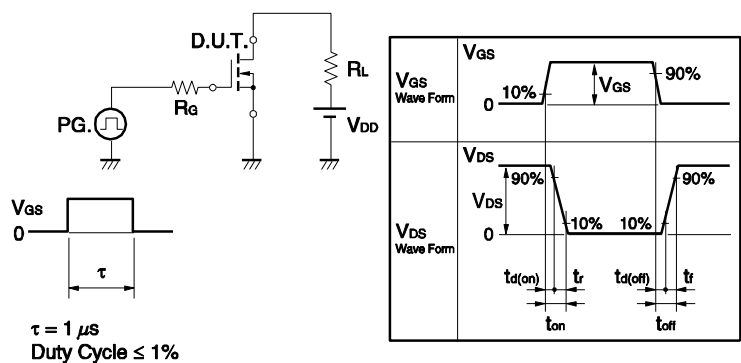 D.U.T.
RL
RG
PG.
VDD
VGS
0
τ
τ = 1 μs
Duty Cycle ≤ 1%
VGS
Wave Form
VGS
10%
0
VGS
90%
VDS
Wave Form
VDS
90%
VDS
10%
10%
90%
0
td(on)
tr
td(off)
tf
ton
toff